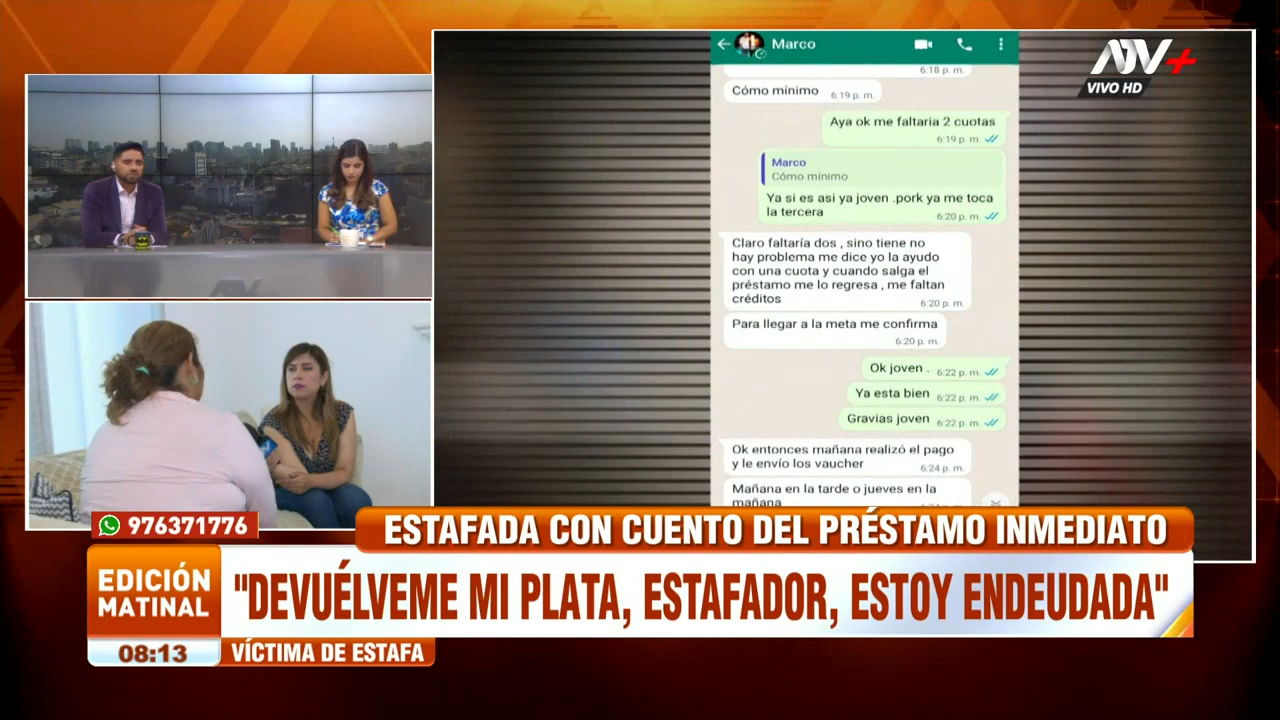 Marco
6:18 p. m.
Cómo mínimo
6:19 p. m.
Aya ok me faltaria 2 cuotas
6:19 p. m.
Marco
Cómo mínimo
Ya si es asi ya joven .pork ya me toca
la tercera
6:20 p. m.
Claro faltaría dos , sino tiene no
hay problema me dice yo la ayudo
con una cuota y cuando salga el
préstamo me lo regresa , me faltan
créditos
6:20 p. m.
Para llegar a la meta me confirma
6:20 p. m.
Ok joven .
6:22 p. m.
Ya esta bien
6:22 p. m.
Gravias joven
6:22 p. m.
Ok entonces mañana realizó el pago
y le envío los vaucher
6:24 p. m.
Mañana en la tarde o jueves en la
mañana
ATV+
VIVO HD
976371776
ESTAFADA CON CUENTO DEL PRÉSTAMO INMEDIATO
EDICIÓN
MATINAL
"DEVUÉLVEME MI PLATA, ESTAFADOR, ESTOY ENDEUDADA"
08:13
VÍCTIMA DE ESTAFA